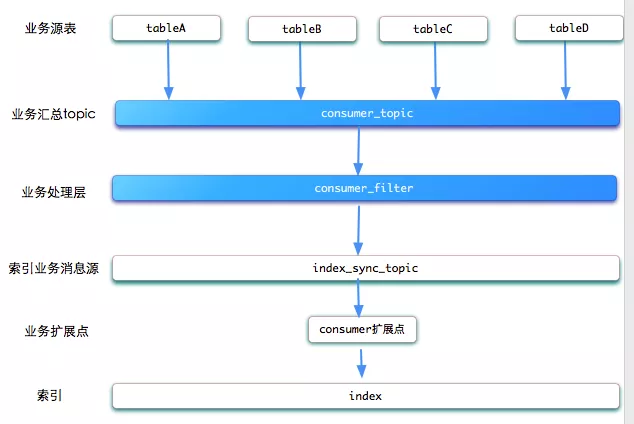 业务源表 tableA tableB tableC tableD
业务汇总topic consumer_topic
业务处理层 consumer_filter
索引业务消息源 index_sync_topic
业务扩展点 consumer扩展点
索引 index